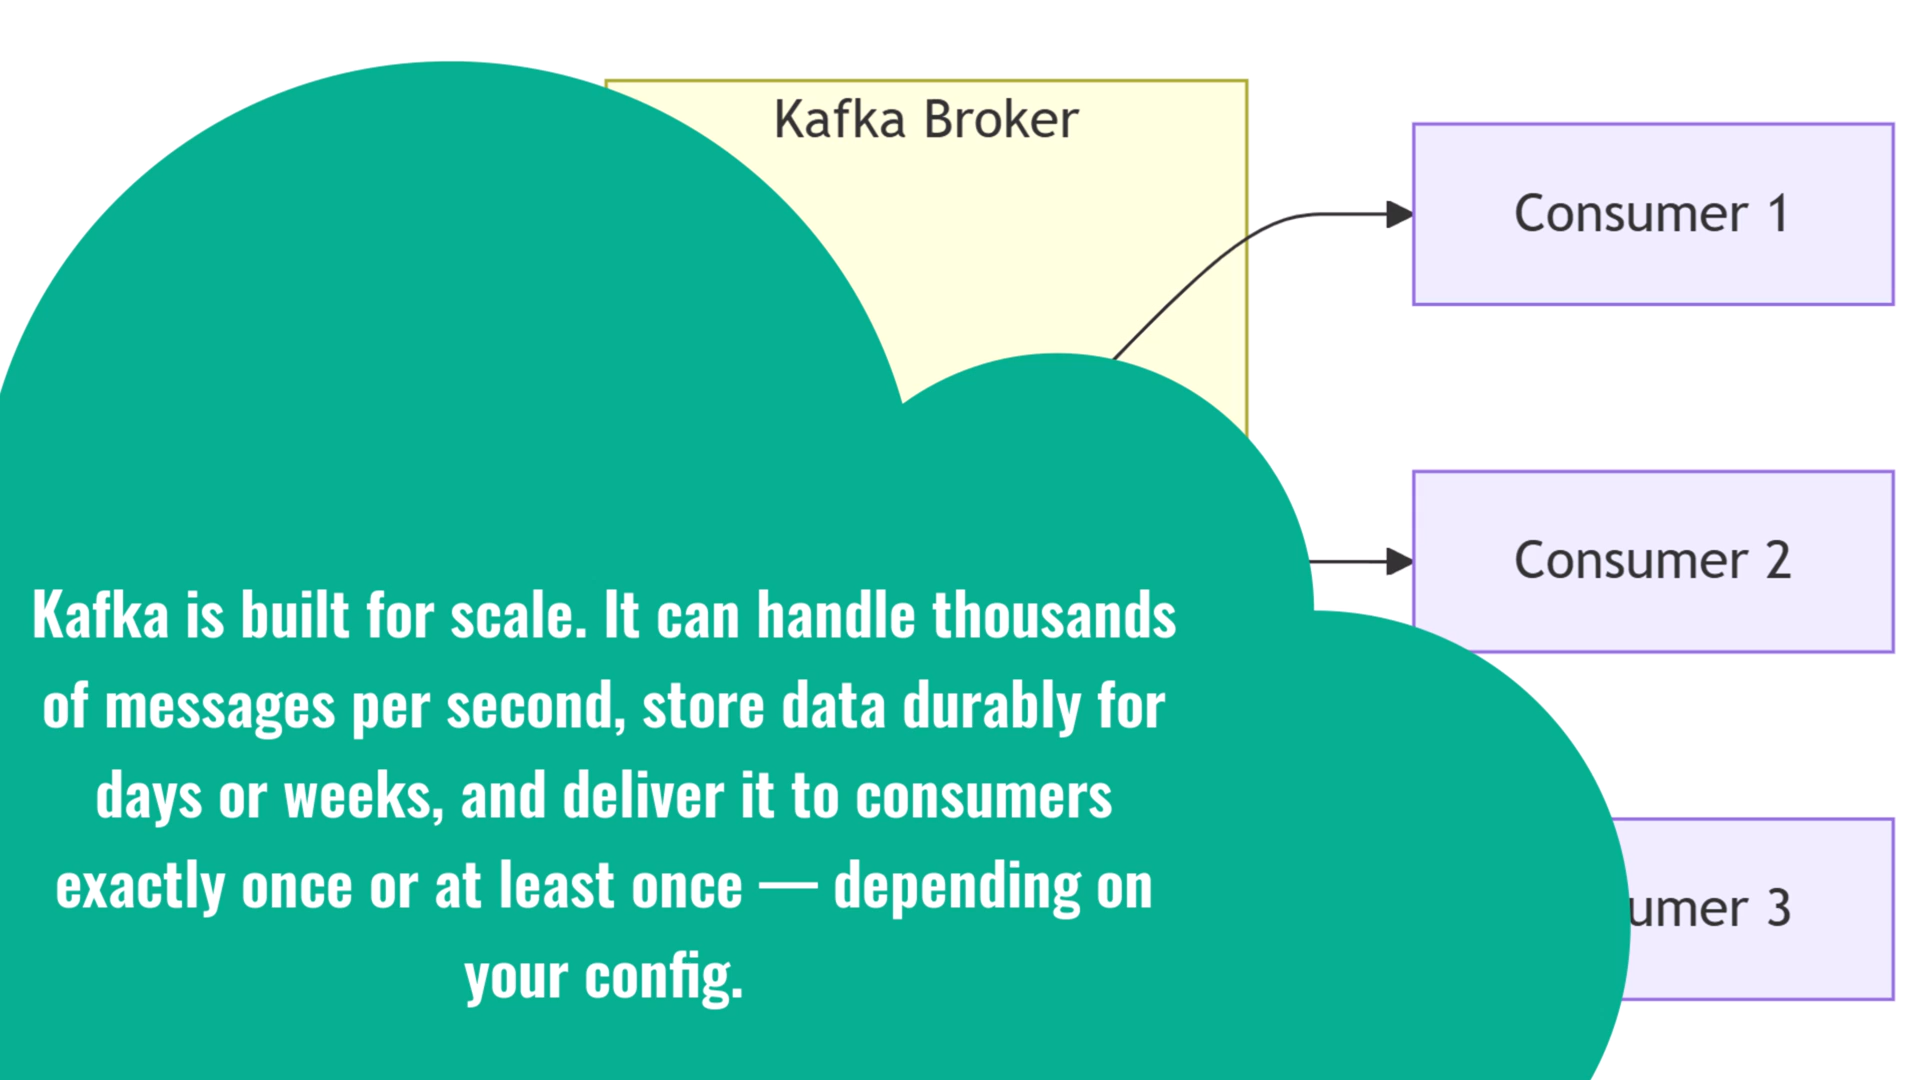 Kafka Broker
Consumer 1
Consumer 2
Kafka is built for scale. It can handle thousands
of messages per second, store data durably for
days or weeks, and deliver it to consumers
exactly once or at least once — depending on
your config.
3